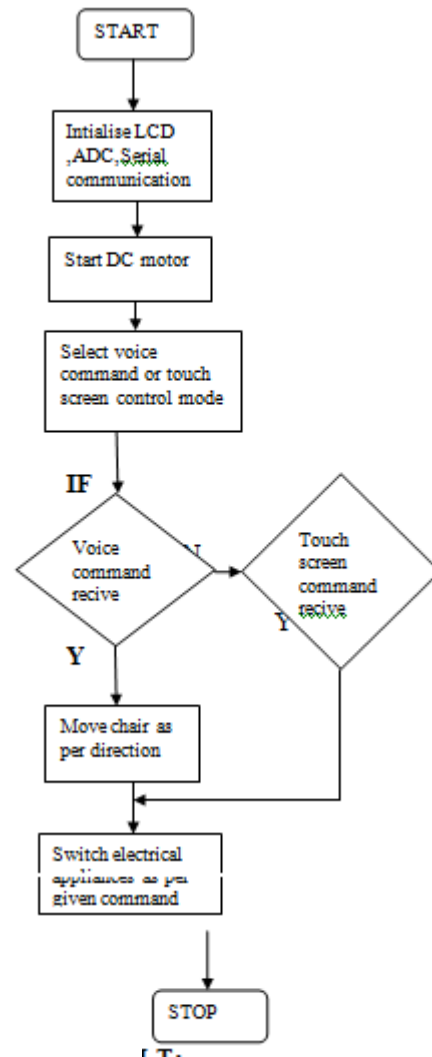 START
Intialise LCD
,ADC,Serial
communication
Start DC motor
Select voice
command or touch
screen control mode
IF
Voice
command
recive
N
Touch
screen
command
recive
Y
Y
Move chair as
per direction
Switch electrical
appliances as per
given command
STOP